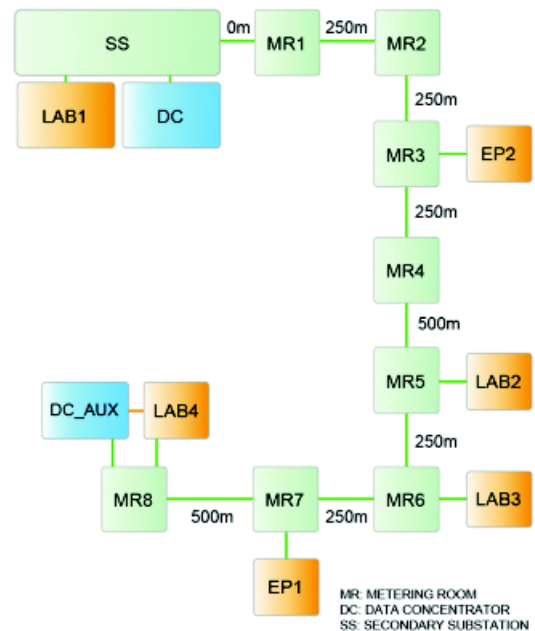 SS
0m
MR1
250m
MR2
LAB1
DC
250m
MR3
EP2
250m
MR4
500m
MR5
LAB2
DC_AUX
LAB4
250m
MR8
500m
MR7
250m
MR6
LAB3
EP1
MR: METERING ROOM
DC: DATA CONCENTRATOR
SS: SECONDARY SUBSTATION